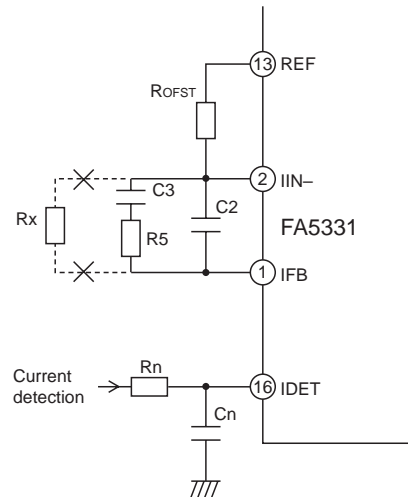 13 REF
ROFST
C3
2 IIN–
Rx
R5
C2
FA5331
1 IFB
Current
detection
Rn
16 IDET
Cn